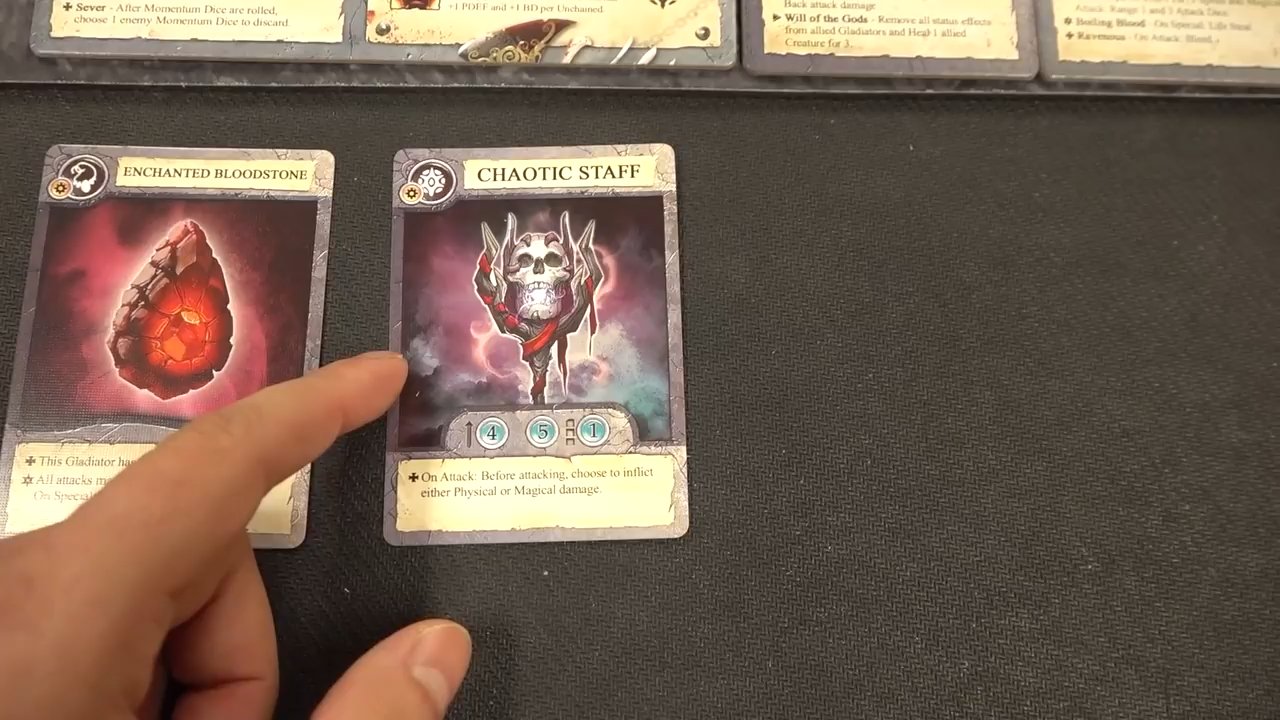 Sever - After Momentum Dice are rolled,
choose 1 enemy Momentum Dice to discard.
+1 PDEF and +1 BD per Unchained.
Back attack damage.
Will of the Gods - Remove all status effects
from allied Gladiators and Heal 1 allied
Creature for 3.
Attack: Range 1 and 3 Attack Dice.
Boiling Blood - On Special: Life Steal
Ravenous - On Attack: Bleed.
ENCHANTED BLOODSTONE
This Gladiator
All attacks
On Special
CHAOTIC STAFF
4 5 1
On Attack: Before attacking, choose to inflict
either Physical or Magical damage.